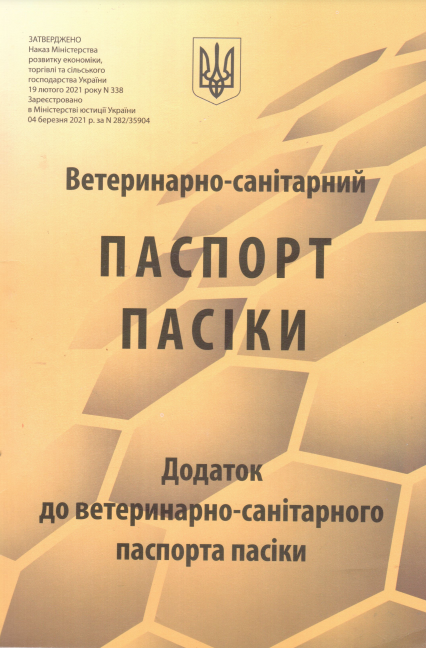 ЗАТВЕРДЖЕНО
Наказ Міністерства
розвитку економіки,
торгівлі та сільського
господарства України
19 лютого 2021 року N 338
Зареєстровано
в Міністерстві юстиції України
04 березня 2021 р. за N 282/35904
Ветеринарно-санітарний
ПАСПОРТ
ПАСІКИ
Додаток
до ветеринарно-санітарного
паспорта пасіки